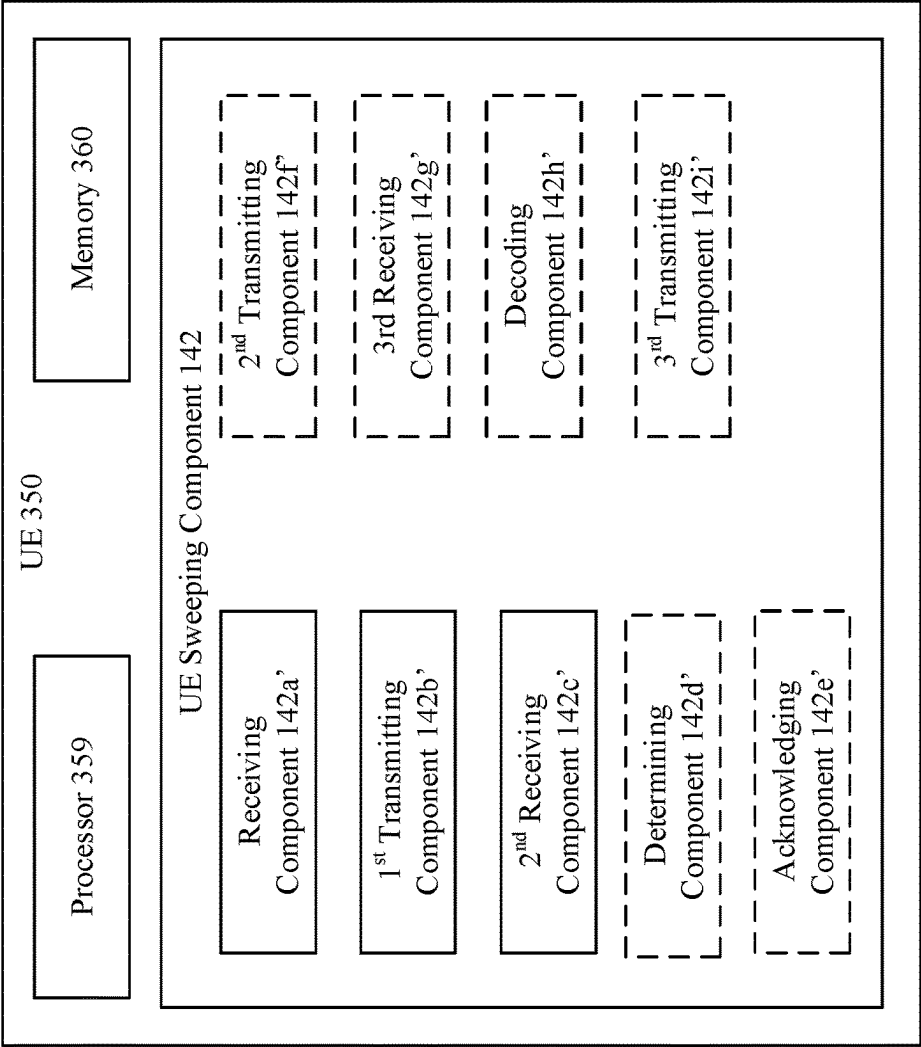 UE 350
Processor 359
Memory 360
UE Sweeping Component 142
Receiving
Component 142a’
1st Transmitting
Component 142b’
2nd Receiving
Component 142c’
Determining
Component 142d’
Acknowledging
Component 142e’
2nd Transmitting
Component 142f’
3rd Receiving
Component 142g’
Decoding
Component 142h’
3rd Transmitting
Component 142i’